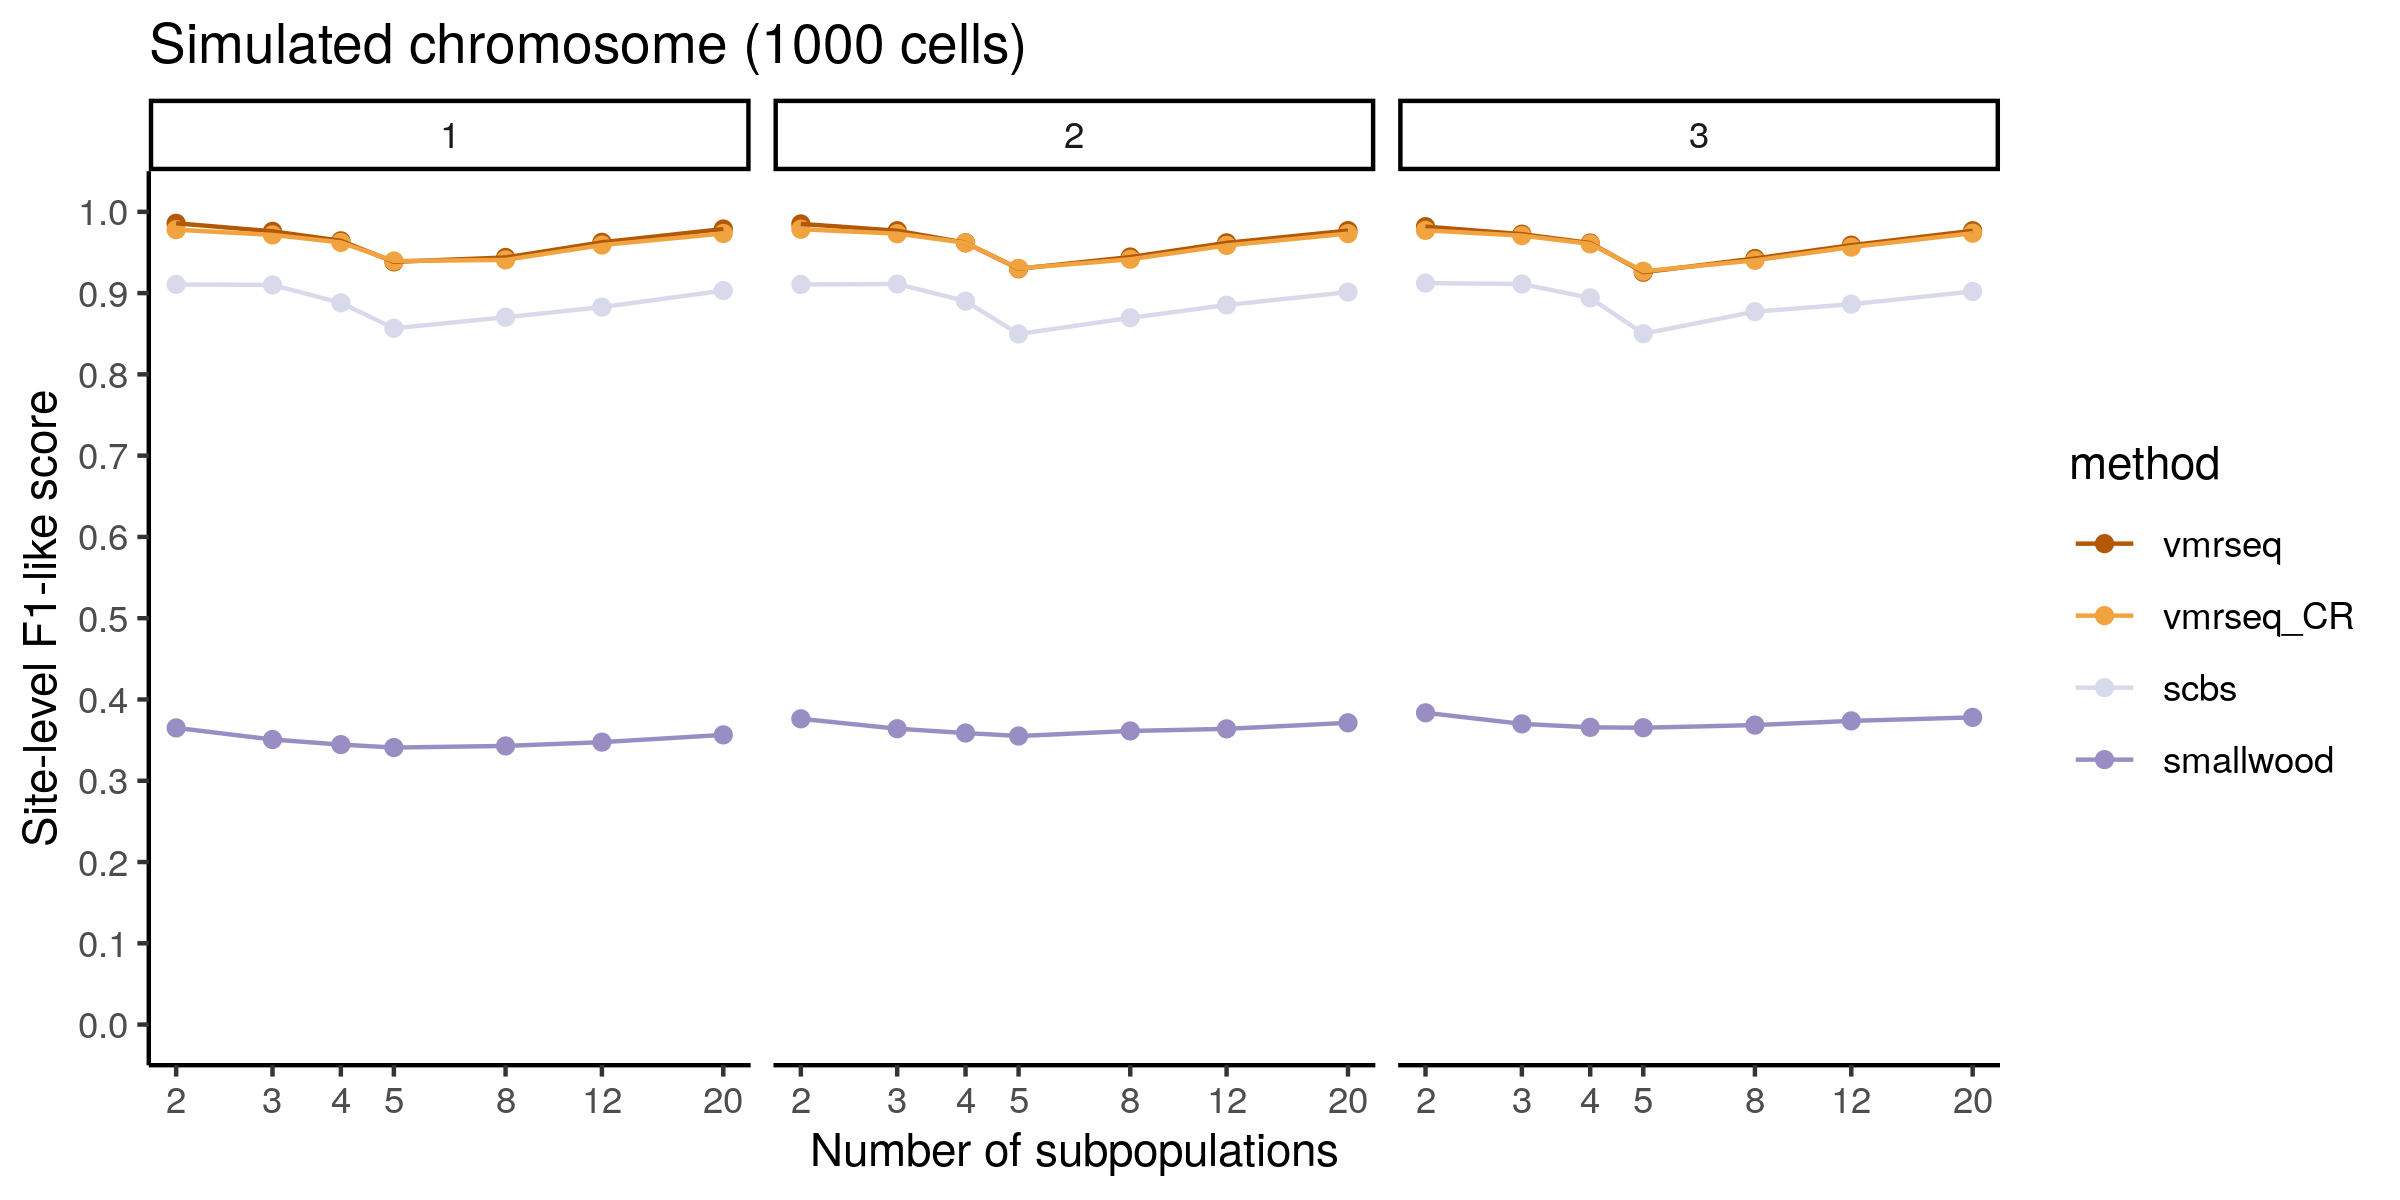 Simulated chromosome (1000 cells)
1 2 3
1.0
0.9
0.8
0.7
0.6
0.5
0.4
0.3
0.2
0.1
0.0
Site-level F1-like score
2 3 4 5 8 12 20 2 3 4 5 8 12 20 2 3 4 5 8 12 20
Number of subpopulations
method
vmrseq
vmrseq_CR
scbs
smallwood